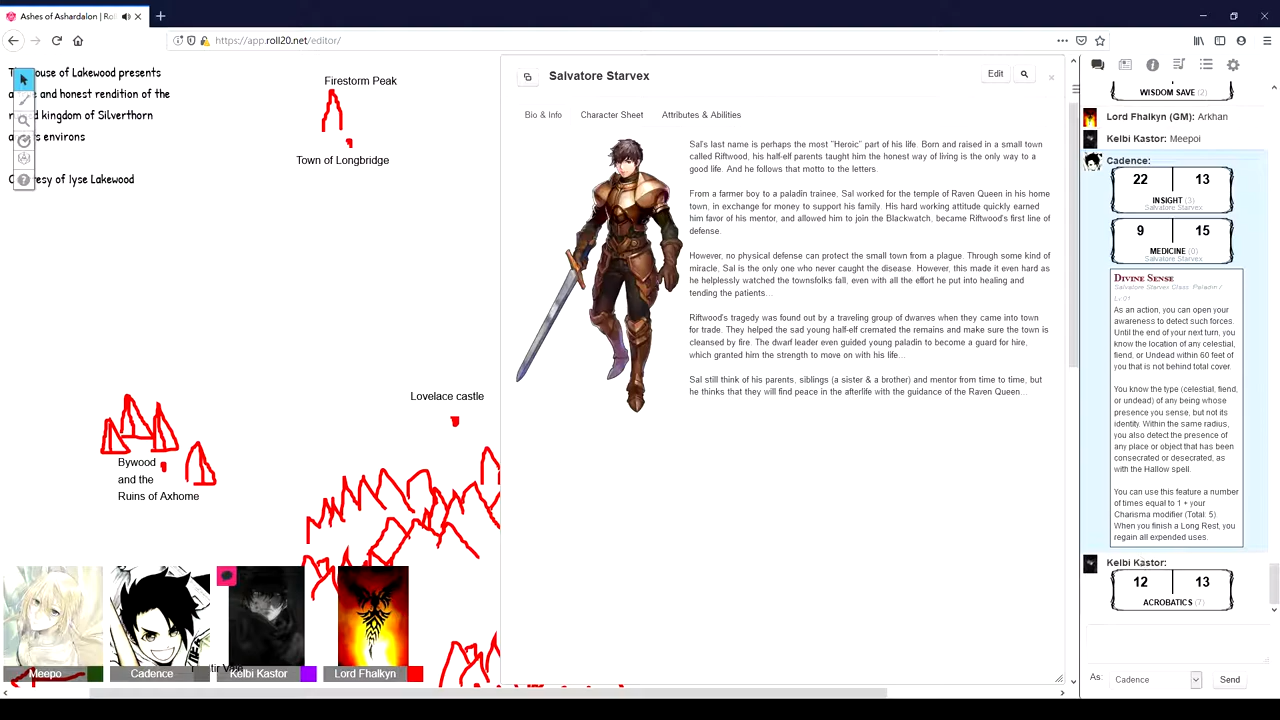 Ashes of Ashardalon | Rol
https://app.roll20.net/editor/
and honest rendition of the
kingdom of Silverthorn
Iyse Lakewood
Firestorm Peak
Town of Longbridge
Lovelace castle
Bywood
and the
Ruins of Axhome
Meepo
Cadence
Kelbi Kastor
Lord Fhalkyn
Salvatore Starvex
Edit
Bio & Info
Character Sheet
Attributes & Abilities
Sal's last name is perhaps the most "Heroic" part of his life. Born and raised in a small town
called Riftwood, his half-elf parents taught him the honest way of living is the only way to a
good life. And he follows that motto to the letters.
From a farmer boy to a paladin trainee, Sal worked for the temple of Raven Queen in his home
town, in exchange for money to support his family. His hard working attitude quickly earned
him favor of his mentor, and allowed him to join the Blackwatch, became Riftwood's first line of
defense.
However, no physical defense can protect the small town from a plague. Through some kind of
miracle, Sal is the only one who never caught the disease. However, this made it even hard as
he helplessly watched the townsfolks fall, even with all the effort he put into healing and
tending the patients...
Riftwood's tragedy was found out by a traveling group of dwarves when they came into town
for trade. They helped the sad young half-elf cremated the remains and make sure the town is
cleansed by fire. The dwarf leader even guided young paladin to become a guard for hire,
which granted him the strength to move on with his life...
Sal still think of his parents, siblings (a sister & a brother) and mentor from time to time, but
he thinks that they will find peace in the afterlife with the guidance of the Raven Queen...
WISDOM SAVE (2)
Lord Fhalkyn (GM): Arkhan
Kelbi Kastor: Meepoi
Cadence:
22 13
INSIGHT (3)
Salvatore Starvex
9 15
MEDICINE (0)
Salvatore Starvex
Divine Sense
Salvatore Starvex Class: Paladin /
Lv.01
As an action, you can open your
awareness to detect such forces.
Until the end of your next turn, you
know the location of any celestial,
fiend, or Undead within 60 feet of
you that is not behind total cover.
You know the type (celestial, fiend,
or undead) of any being whose
presence you sense, but not its
identity. Within the same radius,
you also detect the presence of
any place or object that has been
consecrated or desecrated, as
with the Hallow spell.
You can use this feature a number
of times equal to 1 + your
Charisma modifier (Total: 5).
When you finish a Long Rest, you
regain all expended uses.
Kelbi Kastor:
12 13
ACROBATICS (7)
As:
Cadence
Send